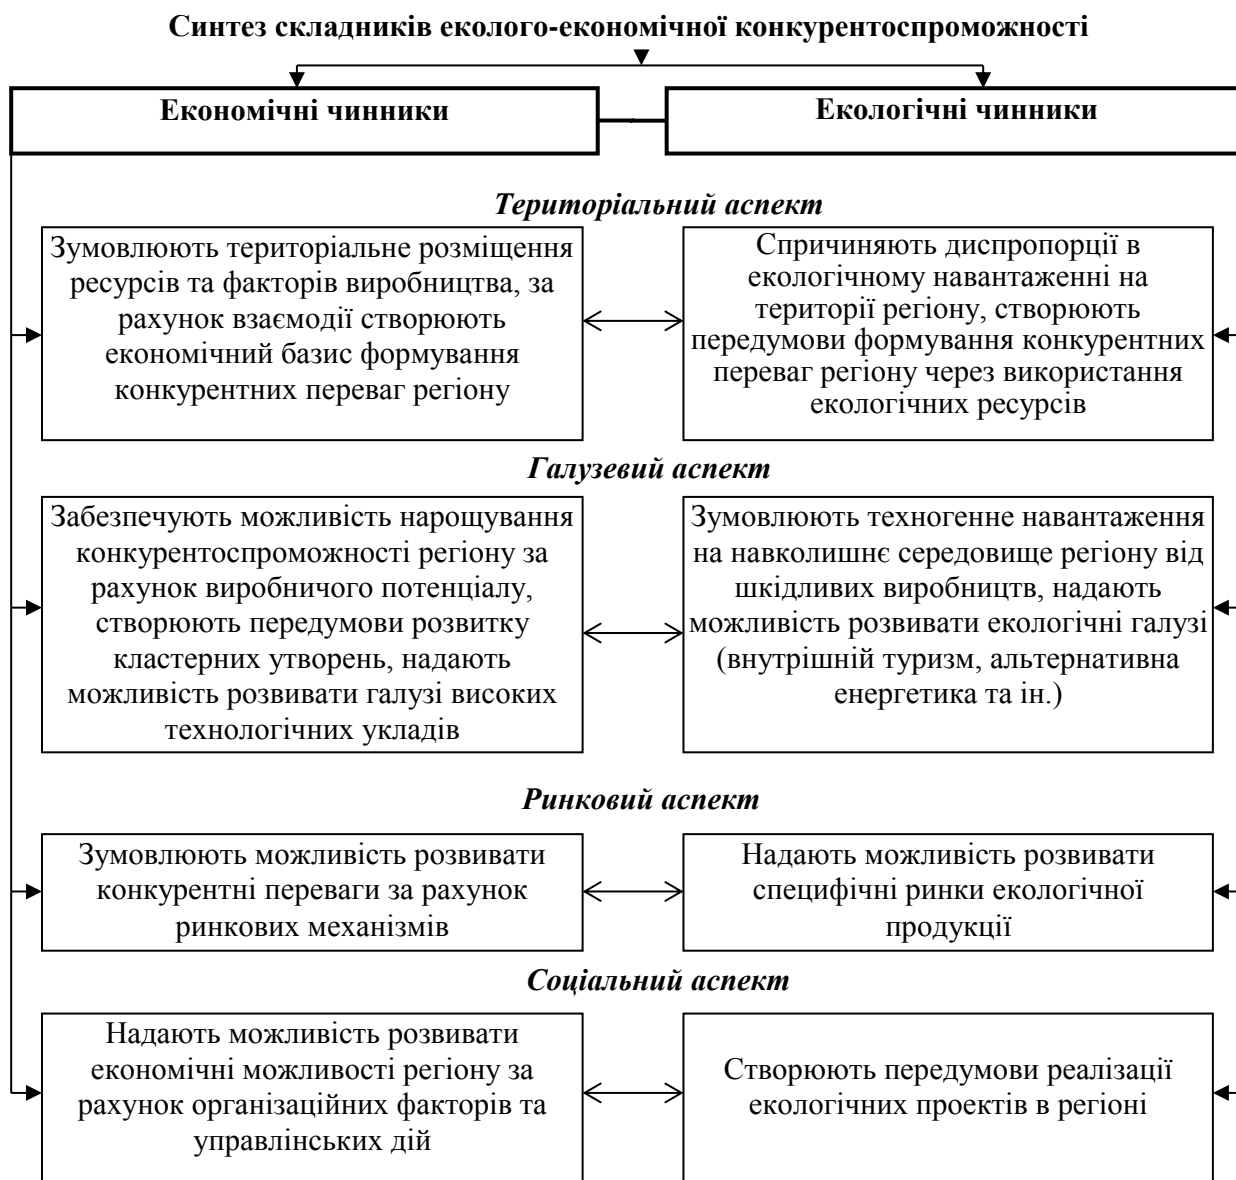 Синтез складників еколого-економічної конкурентоспроможності
Економічні чинники
Екологічні чинники
Територіальний аспект
Зумовлюють територіальне розміщення
ресурсів та факторів виробництва, за
рахунок взаємодії створюють
економічний базис формування
конкурентних переваг регіону
Спричиняють диспропорції в
екологічному навантаженні на
території регіону, створюють
передумови формування конкурентних
переваг регіону через використання
екологічних ресурсів
Галузевий аспект
Забезпечують можливість нарощування
конкурентоспроможності регіону за
рахунок виробничого потенціалу,
створюють передумови розвитку
кластерних утворень, надають
можливість розвивати галузі високих
технологічних укладів
Зумовлюють техногенне навантаження
на навколишнє середовище регіону від
шкідливих виробництв, надають
можливість розвивати екологічні галузі
(внутрішній туризм, альтернативна
енергетика та ін.)
Ринковий аспект
Зумовлюють можливість розвивати
конкурентні переваги за рахунок
ринкових механізмів
Надають можливість розвивати
специфічні ринки екологічної
продукції
Соціальний аспект
Надають можливість розвивати
економічні можливості регіону за
рахунок організаційних факторів та
управлінських дій
Створюють передумови реалізації
екологічних проектів в регіоні